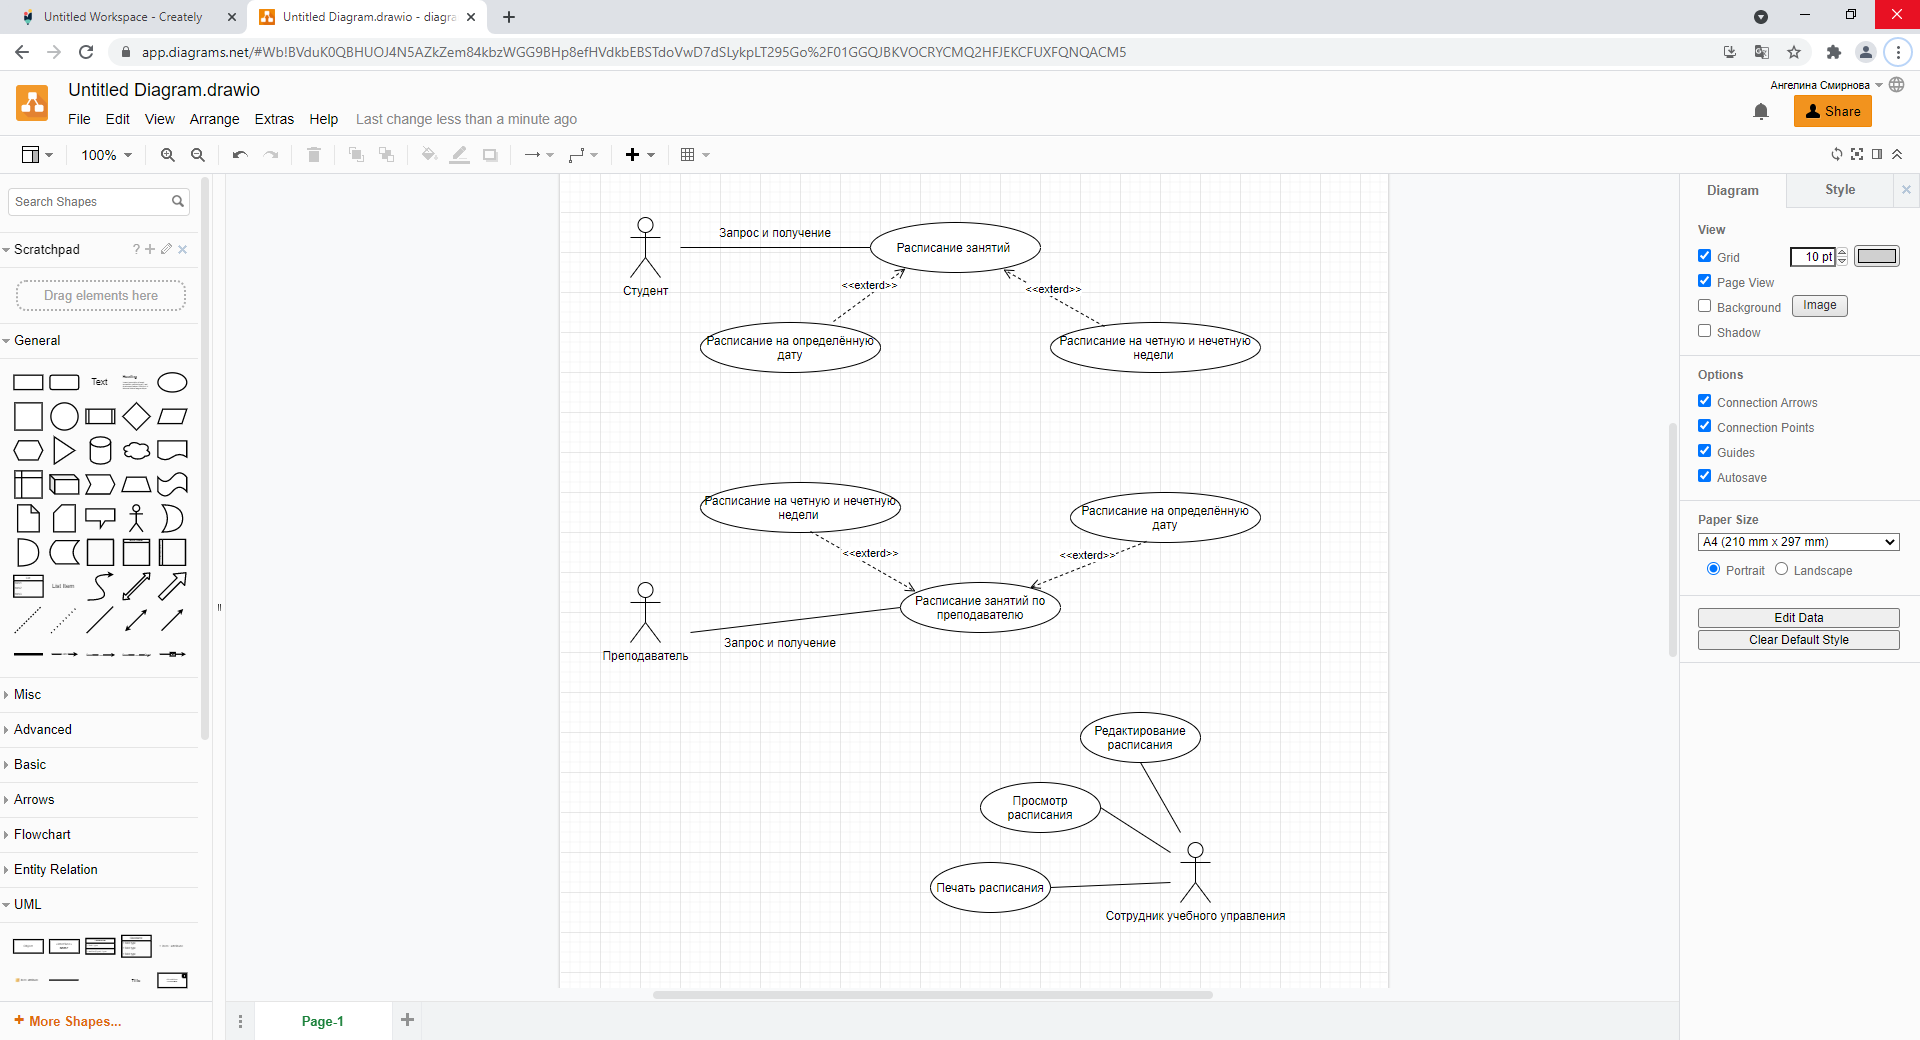 Untitled Workspace - Creately
Untitled Diagram.drawio - diagra
app.diagrams.net/#Wb!BVduK0QBHUOJ4N5AZkZem84kbzWGG9BHp8efHVdkbEBSTdoVwD7dSLykpLT295Go%2F01GGQJBKVOCRYCMQ2HFJEKCFUXFQNQACM5
Untitled Diagram.drawio
Ангелина Смирнова
File Edit View Arrange Extras Help Last change less than a minute ago
Share
100%
Search Shapes
Scratchpad
?
Drag elements here
General
Text
Heading
List Item
Misc
Advanced
Basic
Arrows
Flowchart
Entity Relation
UML
Title
+ More Shapes...
Запрос и получение
Расписание занятий
Студент
<<exterd>>
<<exterd>>
Расписание на определённую
дату
Расписание на четную и нечетную
недели
Расписание на четную и нечетную
недели
Расписание на определённую
дату
<<exterd>>
<<exterd>>
Расписание занятий по
преподавателю
Запрос и получение
Преподаватель
Редактирование
расписания
Просмотр
расписания
Печать расписания
Сотрудник учебного управления
Page-1
Diagram
Style
View
Grid
10 pt
Page View
Background
Image
Shadow
Options
Connection Arrows
Connection Points
Guides
Autosave
Paper Size
A4 (210 mm x 297 mm)
Portrait
Landscape
Edit Data
Clear Default Style